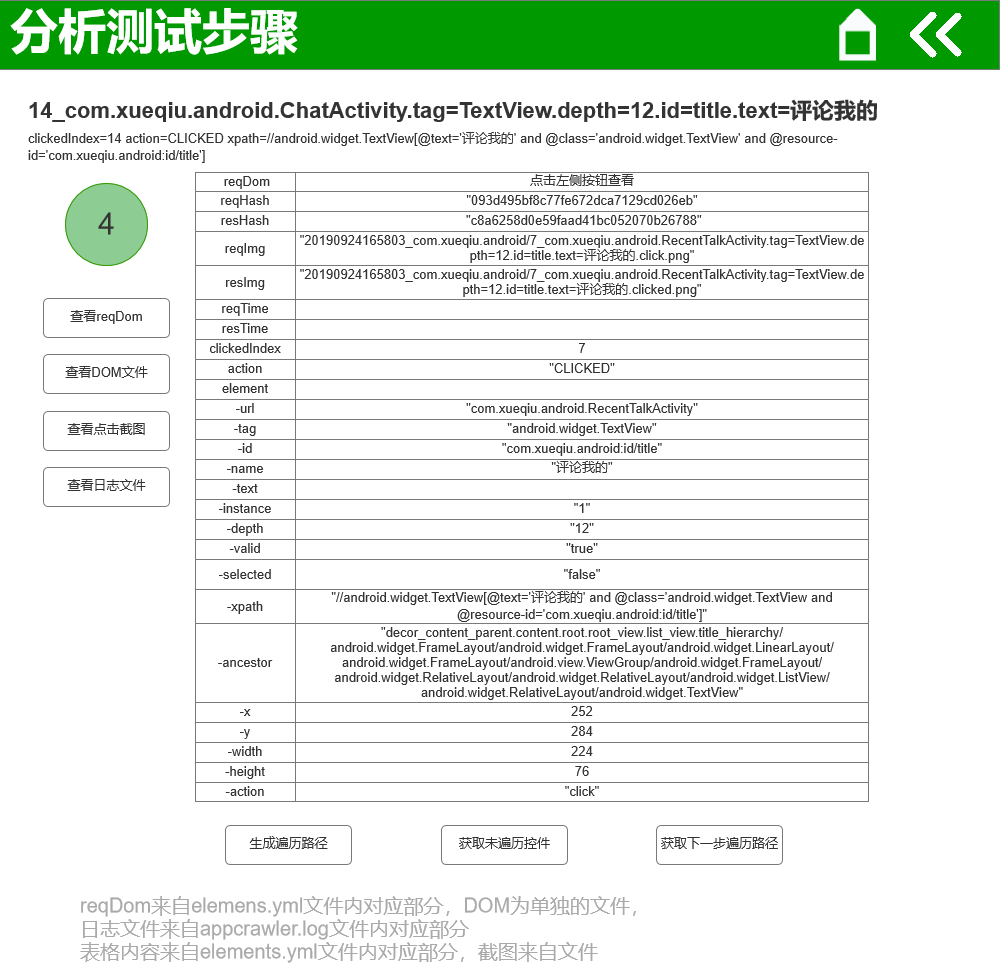 分析测试步骤
14_com.xueqiu.android.ChatActivity.tag=TextView.depth=12.id=title.text=评论我的
clickedIndex=14 action=CLICKED xpath=//android.widget.TextView[@text='评论我的' and @class='android.widget.TextView' and @resource-
id='com.xueqiu.android:id/title']
4
查看reqDom
查看DOM文件
查看点击截图
查看日志文件
reqDom 点击左侧按钮查看
reqHash "093d495bf8c77fe672dca7129cd026eb"
resHash "c8a6258d0e59faad41bc052070b26788"
reqImg "20190924165803_com.xueqiu.android/7_com.xueqiu.android.RecentTalkActivity.tag=TextView.de
pth=12.id=title.text=评论我的.click.png"
resImg "20190924165803_com.xueqiu.android/7_com.xueqiu.android.RecentTalkActivity.tag=TextView.de
pth=12.id=title.text=评论我的.clicked.png"
reqTime
resTime
clickedIndex 7
action "CLICKED"
element
-url "com.xueqiu.android.RecentTalkActivity"
-tag "android.widget.TextView"
-id "com.xueqiu.android:id/title"
-name "评论我的"
-text
-instance "1"
-depth "12"
-valid "true"
-selected "false"
-xpath "//android.widget.TextView[@text='评论我的' and @class='android.widget.TextView and
@resource-id='com.xueqiu.android:id/title']"
-ancestor "decor_content_parent.content.root.root_view.list_view.title_hierarchy/
android.widget.FrameLayout/android.widget.FrameLayout/android.widget.LinearLayout/
android.widget.FrameLayout/android.view.ViewGroup/android.widget.FrameLayout/
android.widget.RelativeLayout/android.widget.RelativeLayout/android.widget.ListView/
android.widget.RelativeLayout/android.widget.TextView"
-x 252
-y 284
-width 224
-height 76
-action "click"
生成遍历路径 获取未遍历控件 获取下一步遍历路径
reqDom来自elemens.yml文件内对应部分，DOM为单独的文件，
日志文件来自appcrawler.log文件内对应部分
表格内容来自elements.yml文件内对应部分，截图来自文件